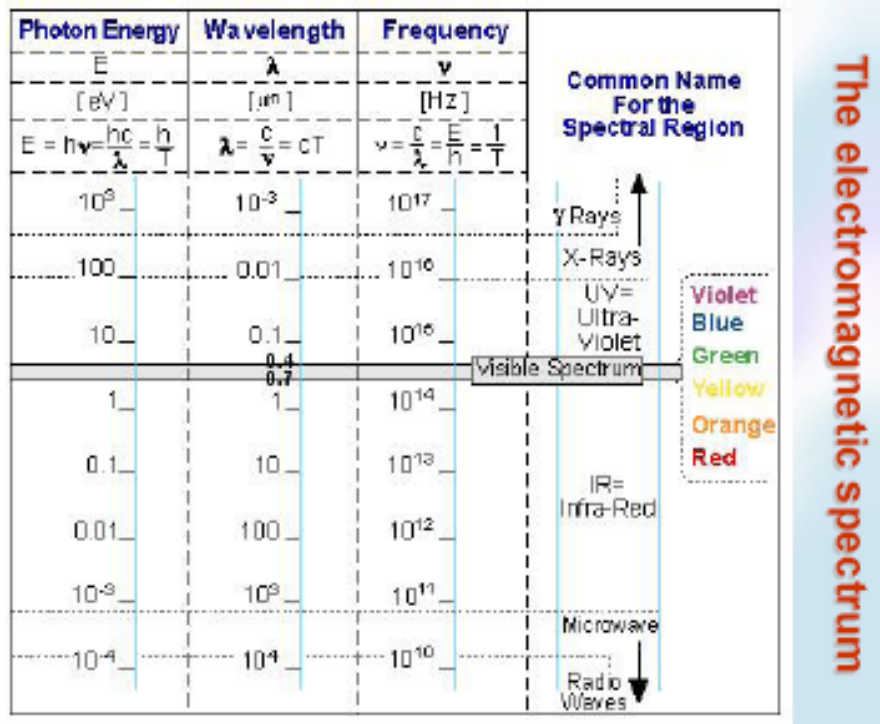 Photon Energy Wavelength Frequency
E λ ν
[eV] [μm] [Hz]
Common Name
For the
Spectral Region
E = hν = hc/λ = h/T λ = c/ν = cT ν = c/λ = E/h = 1/T
10³ 10⁻³ 10¹⁷
γ Rays
X-Rays
100 0.01 10¹⁶
UV=
Ultra-
Violet
10 0.1 10¹⁵
0.4
0.7
Visible Spectrum
Violet
Blue
Green
Yellow
Orange
Red
1 1 10¹⁴
0.1 10 10¹³
IR=
Infra-Red
0.01 100 10¹²
10⁻³ 10³ 10¹¹
Microwave
10⁻⁴ 10⁴ 10¹⁰
Radio
Waves
The electromagnetic spectrum